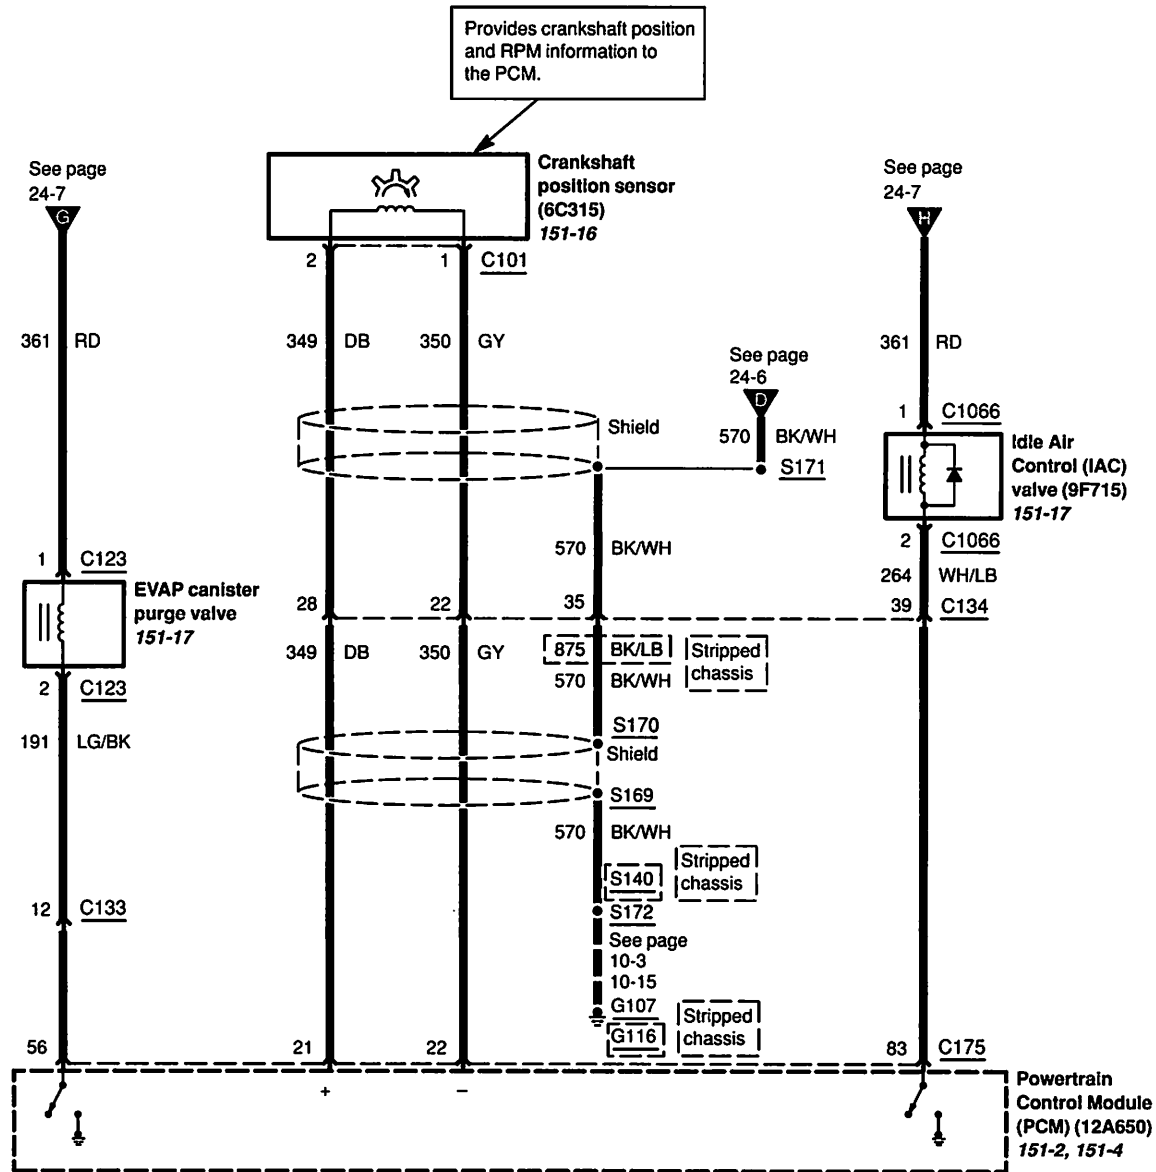 Provides crankshaft position
and RPM information to
the PCM.
See page
24-7
G
Crankshaft
position sensor
(6C315)
151-16
See page
24-7
H
2
1
C101
361
RD
349
DB
350
GY
361
RD
See page
24-6
D
570
BK/WH
S171
Shield
1
C1066
Idle Air
Control (IAC)
valve (9F715)
151-17
570
BK/WH
2
C1066
264
WH/LB
1
C123
EVAP canister
purge valve
151-17
28
22
35
39
C134
349
DB
350
GY
875
BK/LB
Stripped
chassis
570
BK/WH
2
C123
191
LG/BK
S170
Shield
S169
570
BK/WH
Stripped
chassis
S140
S172
12
C133
See page
10-3
10-15
G107
G116
Stripped
chassis
56
21
22
83
C175
+
–
Powertrain
Control Module
(PCM) (12A650)
151-2, 151-4